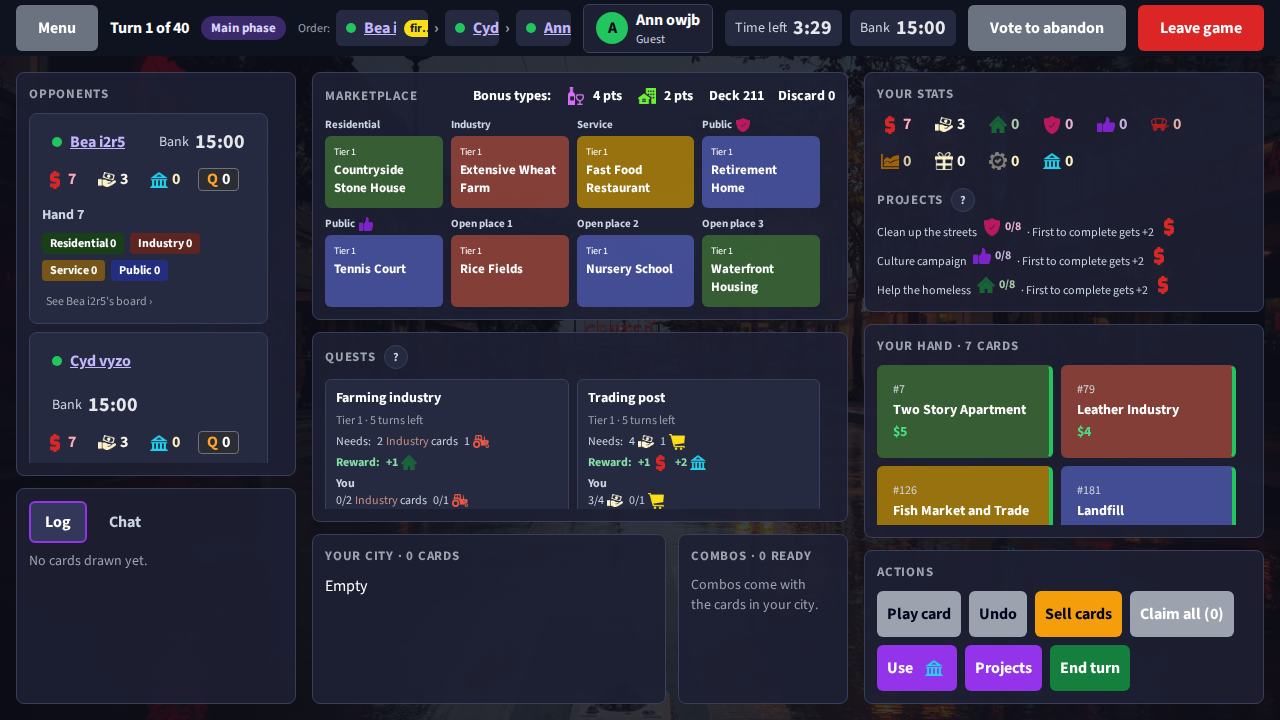 Menu
Turn 1 of 40
Main phase
Order:
Bea i
fir..
›
Cyd
›
Ann
A
Ann owjb
Guest
Time left 3:29
Bank 15:00
Vote to abandon
Leave game
OPPONENTS
Bea i2r5
Bank 15:00
7
3
0
Q 0
Hand 7
Residential 0
Industry 0
Service 0
Public 0
See Bea i2r5's board ›
Cyd vyzo
Bank 15:00
7
3
0
Q 0
Log
Chat
No cards drawn yet.
MARKETPLACE
Bonus types:
4 pts
2 pts
Deck 211
Discard 0
Residential
Tier 1
Countryside
Stone House
Industry
Tier 1
Extensive Wheat
Farm
Service
Tier 1
Fast Food
Restaurant
Public
Tier 1
Retirement
Home
Public
Tier 1
Tennis Court
Open place 1
Tier 1
Rice Fields
Open place 2
Tier 1
Nursery School
Open place 3
Tier 1
Waterfront
Housing
QUESTS
?
Farming industry
Tier 1 · 5 turns left
Needs: 2 Industry cards 1
Reward: +1
You
0/2 Industry cards 0/1
Trading post
Tier 1 · 5 turns left
Needs: 4 1
Reward: +1 +2
You
3/4 0/1
YOUR CITY · 0 CARDS
Empty
COMBOS · 0 READY
Combos come with
the cards in your city.
YOUR STATS
7
3
0
0
0
0
0
0
0
0
PROJECTS
?
Clean up the streets 0/8 · First to complete gets +2
Culture campaign 0/8 · First to complete gets +2
Help the homeless 0/8 · First to complete gets +2
YOUR HAND · 7 CARDS
#7
Two Story Apartment
$5
#79
Leather Industry
$4
#126
Fish Market and Trade
#181
Landfill
ACTIONS
Play card
Undo
Sell cards
Claim all (0)
Use
Projects
End turn